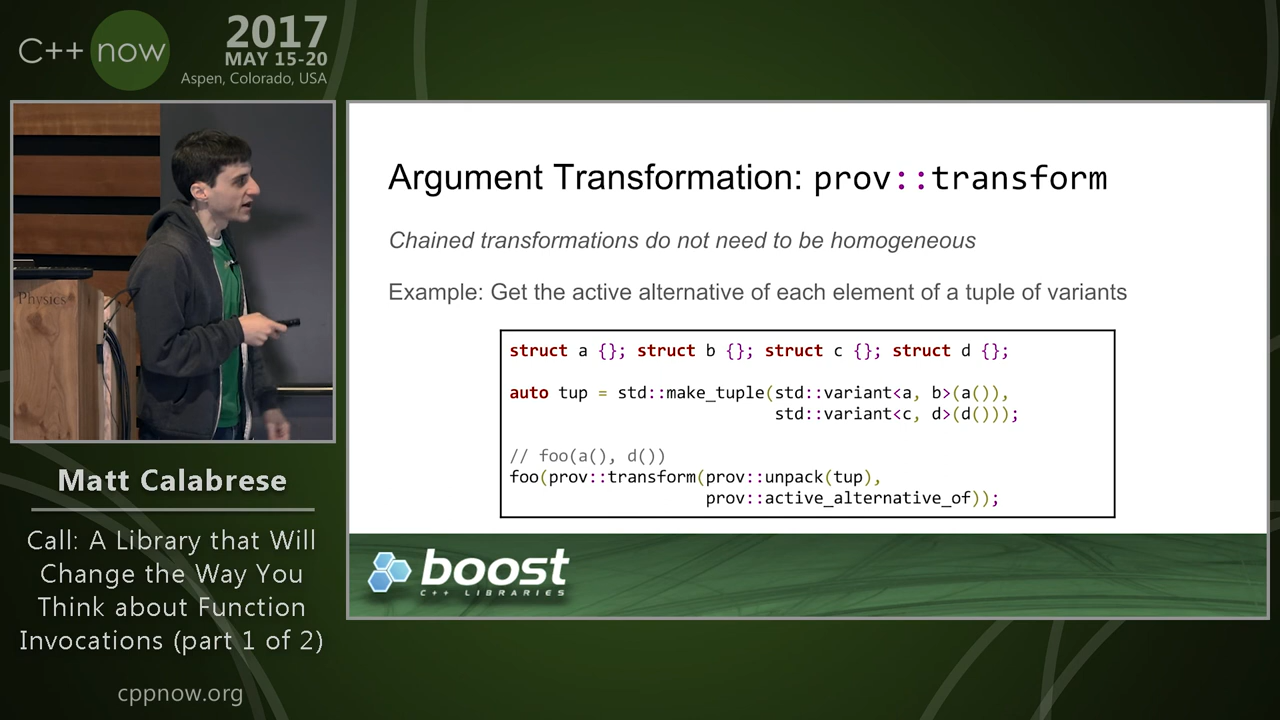 C++ now
2017
MAY 15-20
Aspen, Colorado, USA
Physics
Matt Calabrese
Call: A Library that Will
Change the Way You
Think about Function
Invocations (part 1 of 2)
cppnow.org
Argument Transformation: prov::transform
Chained transformations do not need to be homogeneous
Example: Get the active alternative of each element of a tuple of variants
struct a {}; struct b {}; struct c {}; struct d {};
auto tup = std::make_tuple(std::variant<a, b>(a()),
std::variant<c, d>(d()));
// foo(a(), d())
foo(prov::transform(prov::unpack(tup),
prov::active_alternative_of));
boost
C++ LIBRARIES